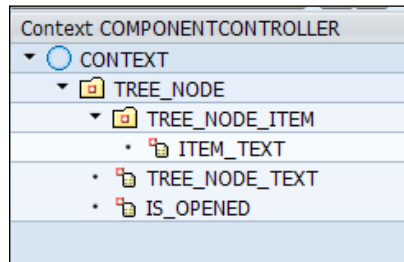 Context COMPONENTCONTROLLER
CONTEXT
TREE_NODE
TREE_NODE_ITEM
ITEM_TEXT
TREE_NODE_TEXT
IS_OPENED